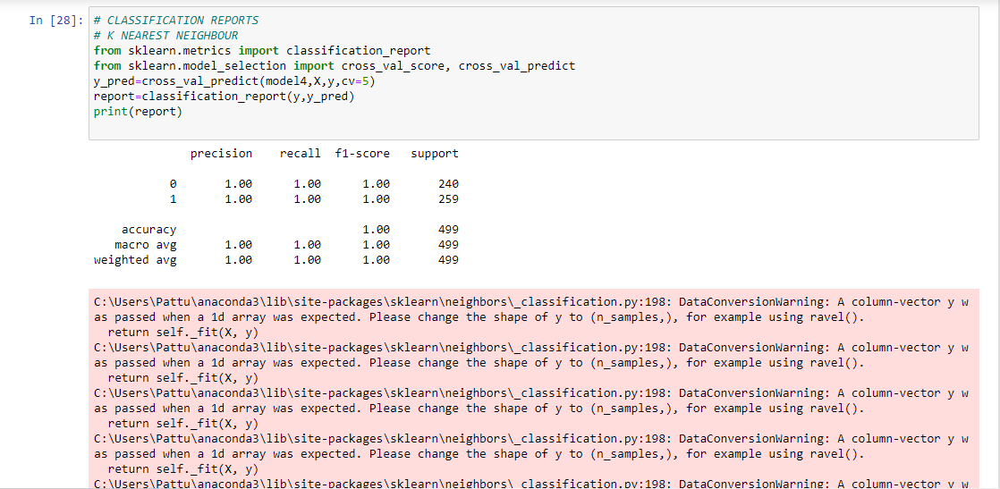 In [28]: # CLASSIFICATION REPORTS
# K NEAREST NEIGHBOUR
from sklearn.metrics import classification_report
from sklearn.model_selection import cross_val_score, cross_val_predict
y_pred=cross_val_predict(model4,X,y,cv=5)
report=classification_report(y,y_pred)
print(report)
precision recall f1-score support
0 1.00 1.00 1.00 240
1 1.00 1.00 1.00 259
accuracy 1.00 499
macro avg 1.00 1.00 1.00 499
weighted avg 1.00 1.00 1.00 499
C:\Users\Pattu\anaconda3\lib\site-packages\sklearn\neighbors\_classification.py:198: DataConversionWarning: A column-vector y w
as passed when a 1d array was expected. Please change the shape of y to (n_samples,), for example using ravel().
return self._fit(X, y)
C:\Users\Pattu\anaconda3\lib\site-packages\sklearn\neighbors\_classification.py:198: DataConversionWarning: A column-vector y w
as passed when a 1d array was expected. Please change the shape of y to (n_samples,), for example using ravel().
return self._fit(X, y)
C:\Users\Pattu\anaconda3\lib\site-packages\sklearn\neighbors\_classification.py:198: DataConversionWarning: A column-vector y w
as passed when a 1d array was expected. Please change the shape of y to (n_samples,), for example using ravel().
return self._fit(X, y)
C:\Users\Pattu\anaconda3\lib\site-packages\sklearn\neighbors\_classification.py:198: DataConversionWarning: A column-vector y w
as passed when a 1d array was expected. Please change the shape of y to (n_samples,), for example using ravel().
return self._fit(X, y)
C:\Users\Pattu\anaconda3\lib\site-packages\sklearn\neighbors\_classification.py:198: DataConversionWarning: A column-vector y w